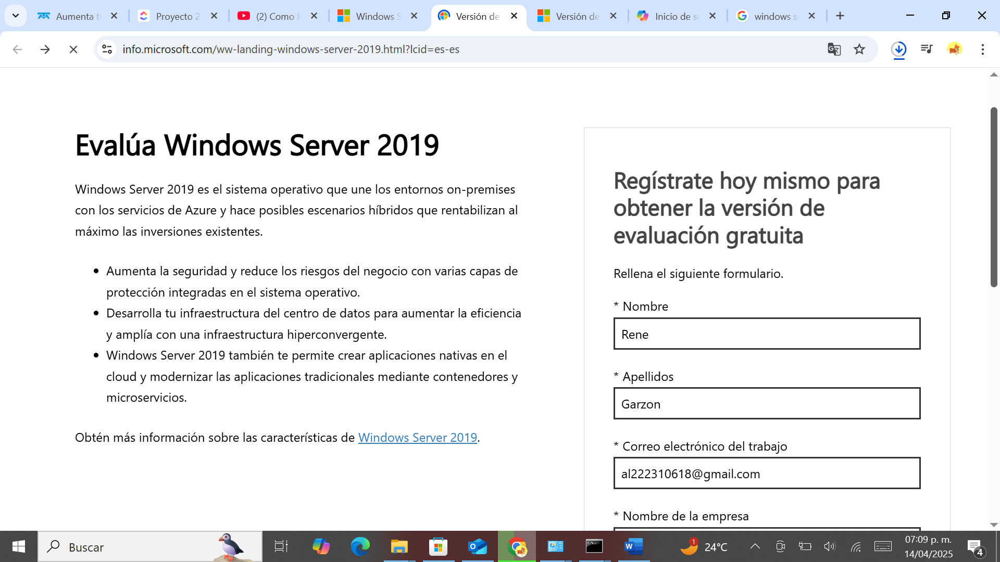 Aumenta t
Proyecto 2
(2) Como I
Windows S
Versión de
Versión de
Inicio de s
windows s
info.microsoft.com/ww-landing-windows-server-2019.html?lcid=es-es
Evalúa Windows Server 2019
Windows Server 2019 es el sistema operativo que une los entornos on-premises
con los servicios de Azure y hace posibles escenarios híbridos que rentabilizan al
máximo las inversiones existentes.
Aumenta la seguridad y reduce los riesgos del negocio con varias capas de
protección integradas en el sistema operativo.
Desarrolla tu infraestructura del centro de datos para aumentar la eficiencia
y amplía con una infraestructura hiperconvergente.
Windows Server 2019 también te permite crear aplicaciones nativas en el
cloud y modernizar las aplicaciones tradicionales mediante contenedores y
microservicios.
Obtén más información sobre las características de Windows Server 2019.
Regístrate hoy mismo para
obtener la versión de
evaluación gratuita
Rellena el siguiente formulario.
* Nombre
Rene
* Apellidos
Garzon
* Correo electrónico del trabajo
al222310618@gmail.com
* Nombre de la empresa
Buscar
1
24°C
07:09 p. m.
14/04/2025
4